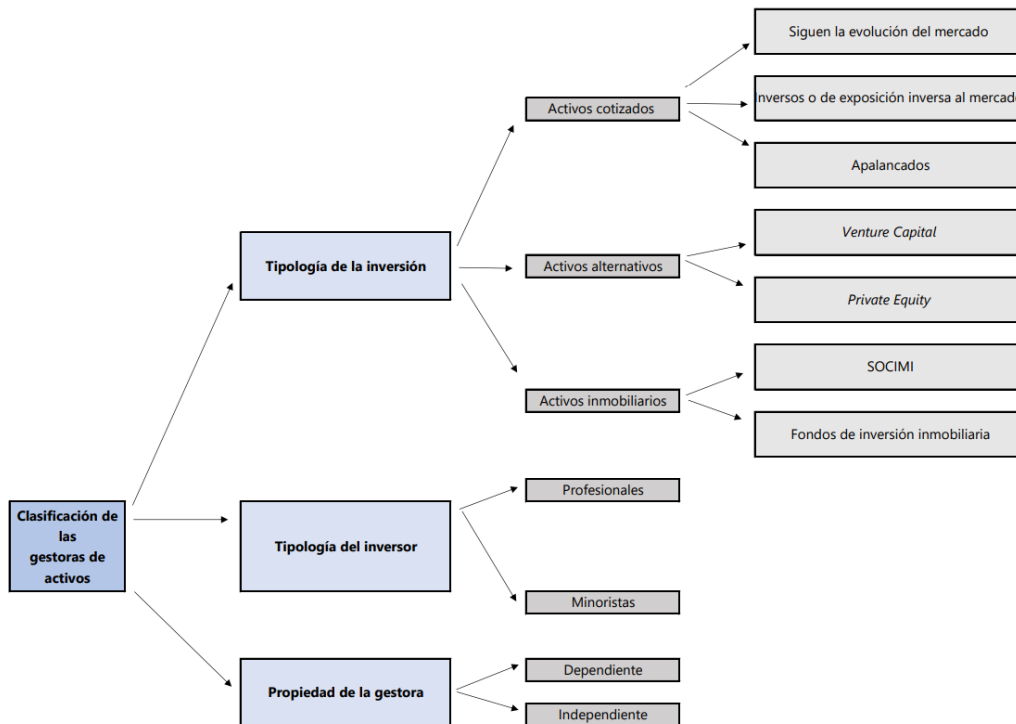 Siguen la evolución del mercado
Activos cotizados
Inversos o de exposición inversa al mercado
Apalancados
Tipología de la inversión
Venture Capital
Activos alternativos
Private Equity
SOCIMI
Activos inmobiliarios
Fondos de inversión inmobiliaria
Clasificación de
las
gestoras de
activos
Profesionales
Tipología del inversor
Minoristas
Propiedad de la gestora
Dependiente
Independiente